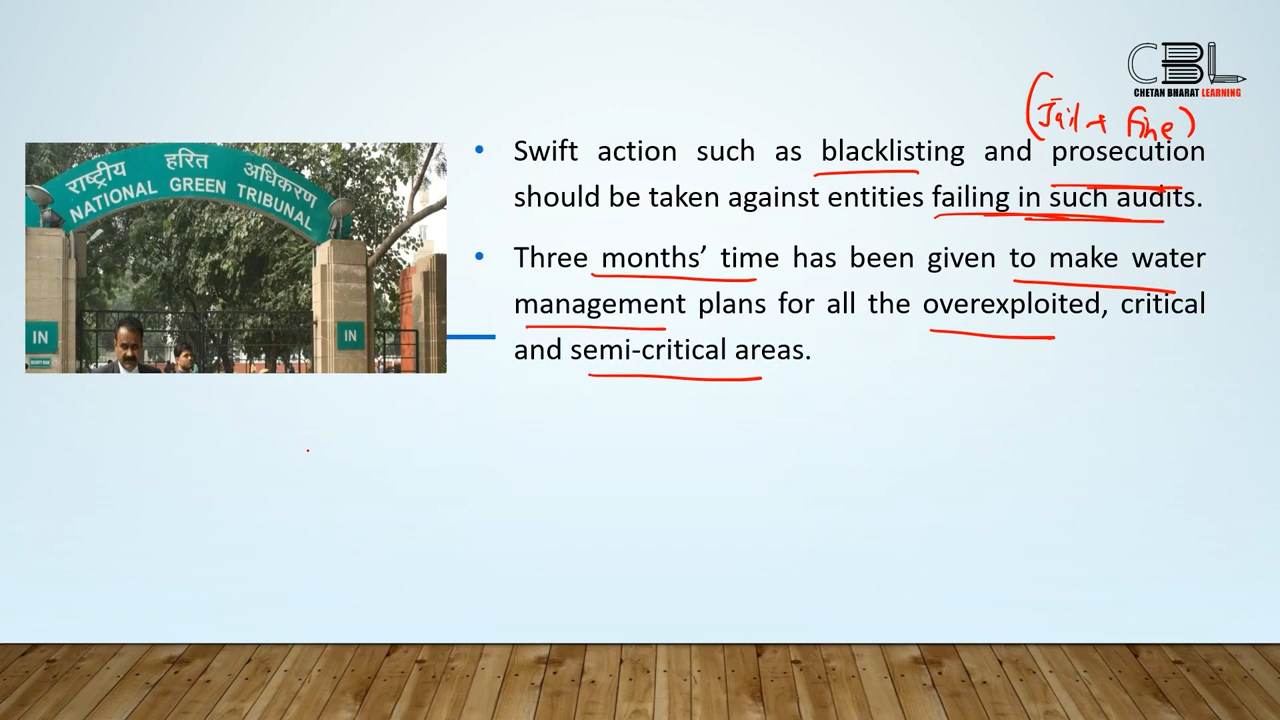 CBL
CHETAN BHARAT LEARNING
(Jail + Fine)
राष्ट्रीय हरित अधिकरण
NATIONAL GREEN TRIBUNAL
IN
IN
• Swift action such as blacklisting and prosecution
should be taken against entities failing in such audits.
• Three months’ time has been given to make water
management plans for all the overexploited, critical
and semi-critical areas.